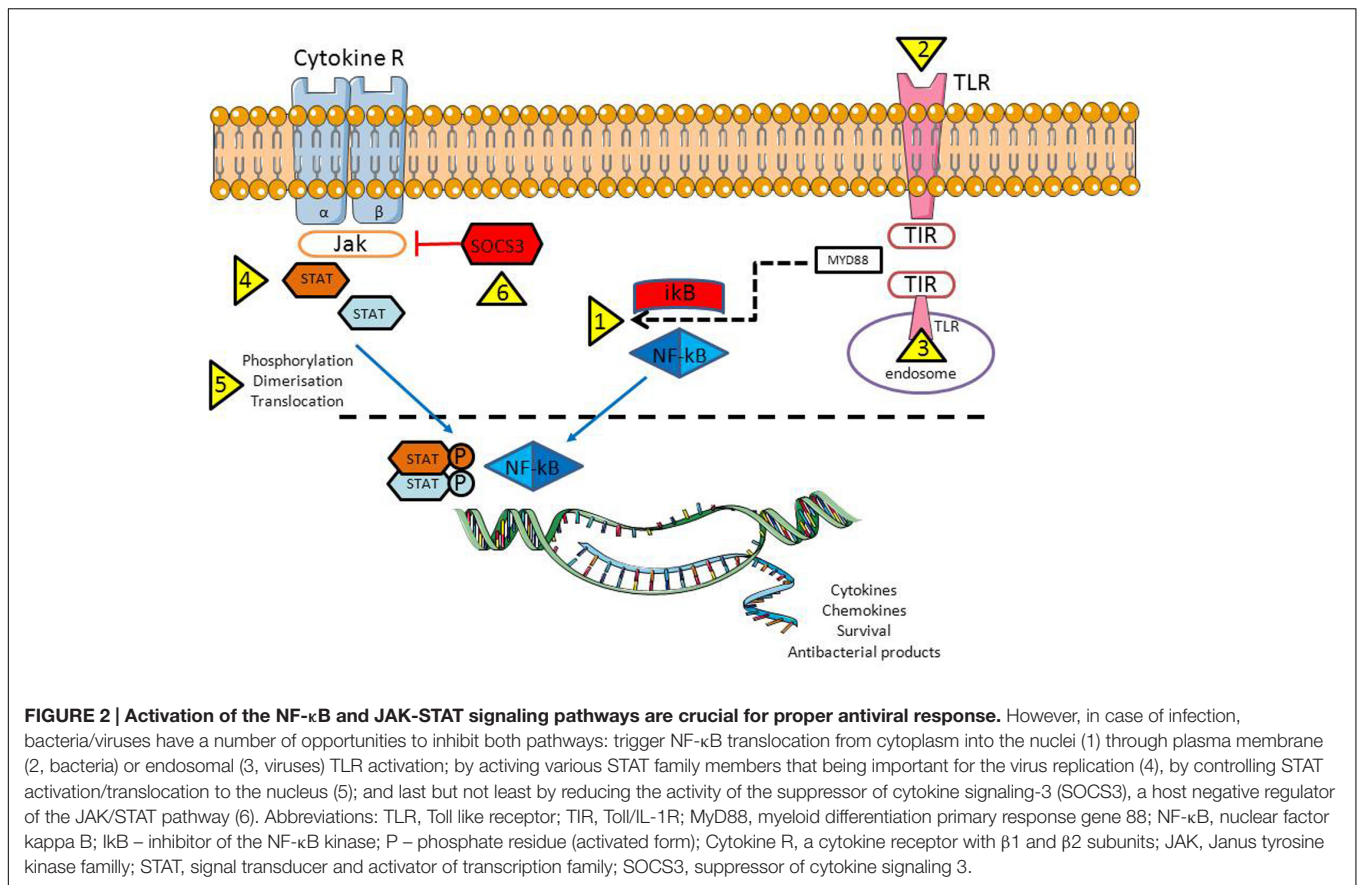 Cytokine R
2
TLR
α
β
Jak
SOCS3
TIR
MYD88
4
STAT
6
ikB
TIR
STAT
1
TLR
NF-kB
3
endosome
5
Phosphorylation
Dimerisation
Translocation
STAT P
NF-kB
STAT P
Cytokines
Chemokines
Survival
Antibacterial products
FIGURE 2 | Activation of the NF-κB and JAK-STAT signaling pathways are crucial for proper antiviral response. However, in case of infection,
bacteria/viruses have a number of opportunities to inhibit both pathways: trigger NF-κB translocation from cytoplasm into the nuclei (1) through plasma membrane
(2, bacteria) or endosomal (3, viruses) TLR activation; by activing various STAT family members that being important for the virus replication (4), by controlling STAT
activation/translocation to the nucleus (5); and last but not least by reducing the activity of the suppressor of cytokine signaling-3 (SOCS3), a host negative regulator
of the JAK/STAT pathway (6). Abbreviations: TLR, Toll like receptor; TIR, Toll/IL-1R; MyD88, myeloid differentiation primary response gene 88; NF-κB, nuclear factor
kappa B; IkB – inhibitor of the NF-κB kinase; P – phosphate residue (activated form); Cytokine R, a cytokine receptor with β1 and β2 subunits; JAK, Janus tyrosine
kinase familly; STAT, signal transducer and activator of transcription family; SOCS3, suppressor of cytokine signaling 3.